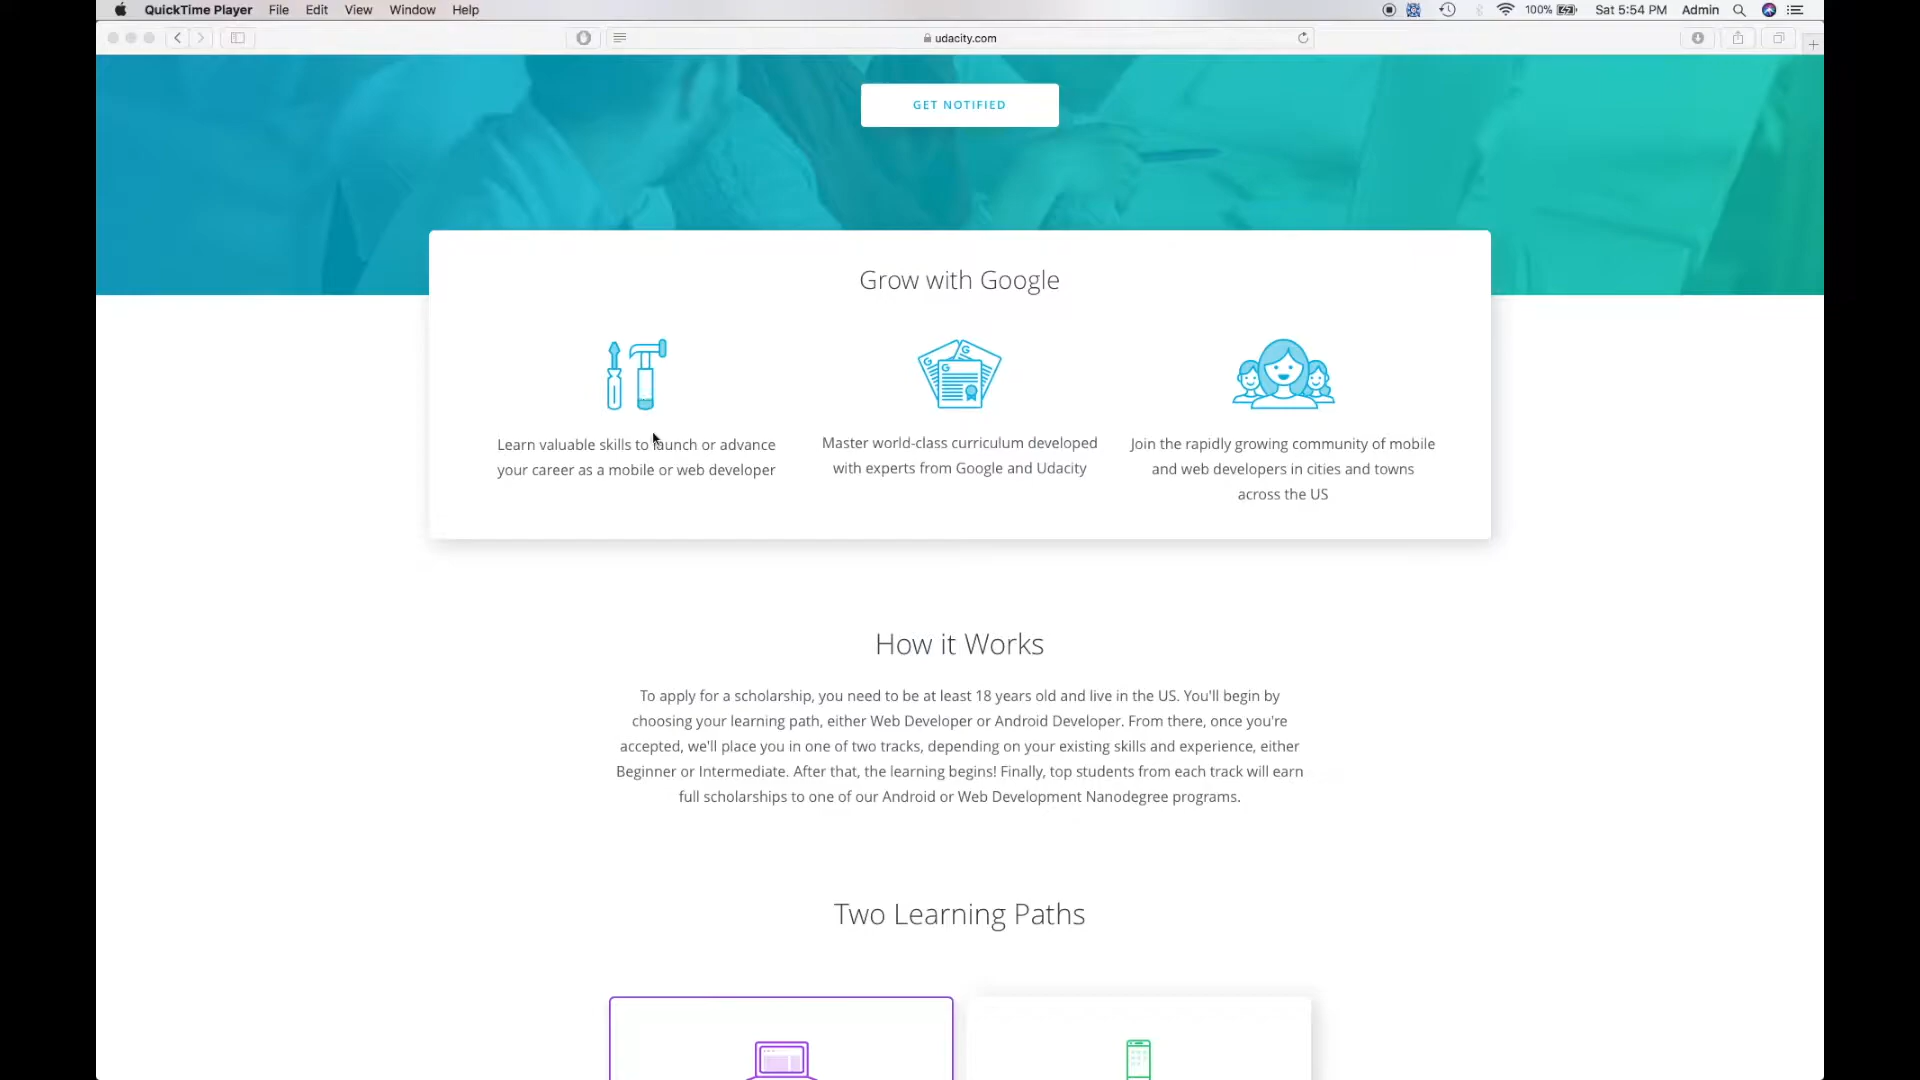 QuickTime Player File Edit View Window Help 100% Sat 5:54 PM Admin
udacity.com
GET NOTIFIED
Grow with Google
Learn valuable skills to launch or advance
your career as a mobile or web developer
Master world-class curriculum developed
with experts from Google and Udacity
Join the rapidly growing community of mobile
and web developers in cities and towns
across the US
How it Works
To apply for a scholarship, you need to be at least 18 years old and live in the US. You'll begin by
choosing your learning path, either Web Developer or Android Developer. From there, once you're
accepted, we'll place you in one of two tracks, depending on your existing skills and experience, either
Beginner or Intermediate. After that, the learning begins! Finally, top students from each track will earn
full scholarships to one of our Android or Web Development Nanodegree programs.
Two Learning Paths